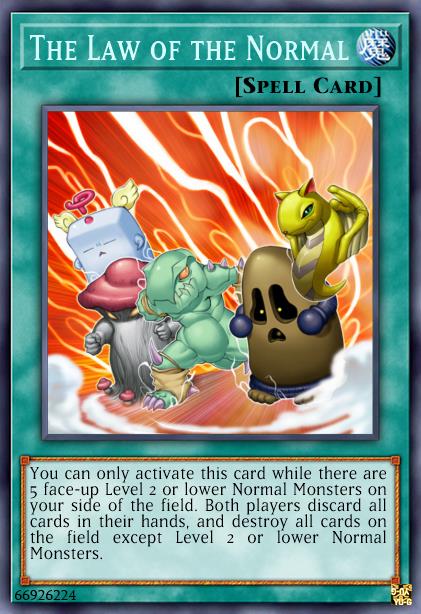 The Law of the Normal
魔
[Spell Card]
You can only activate this card while there are
5 face-up Level 2 or lower Normal Monsters on
your side of the field. Both players discard all
cards in their hands, and destroy all cards on
the field except Level 2 or lower Normal
Monsters.
66926224